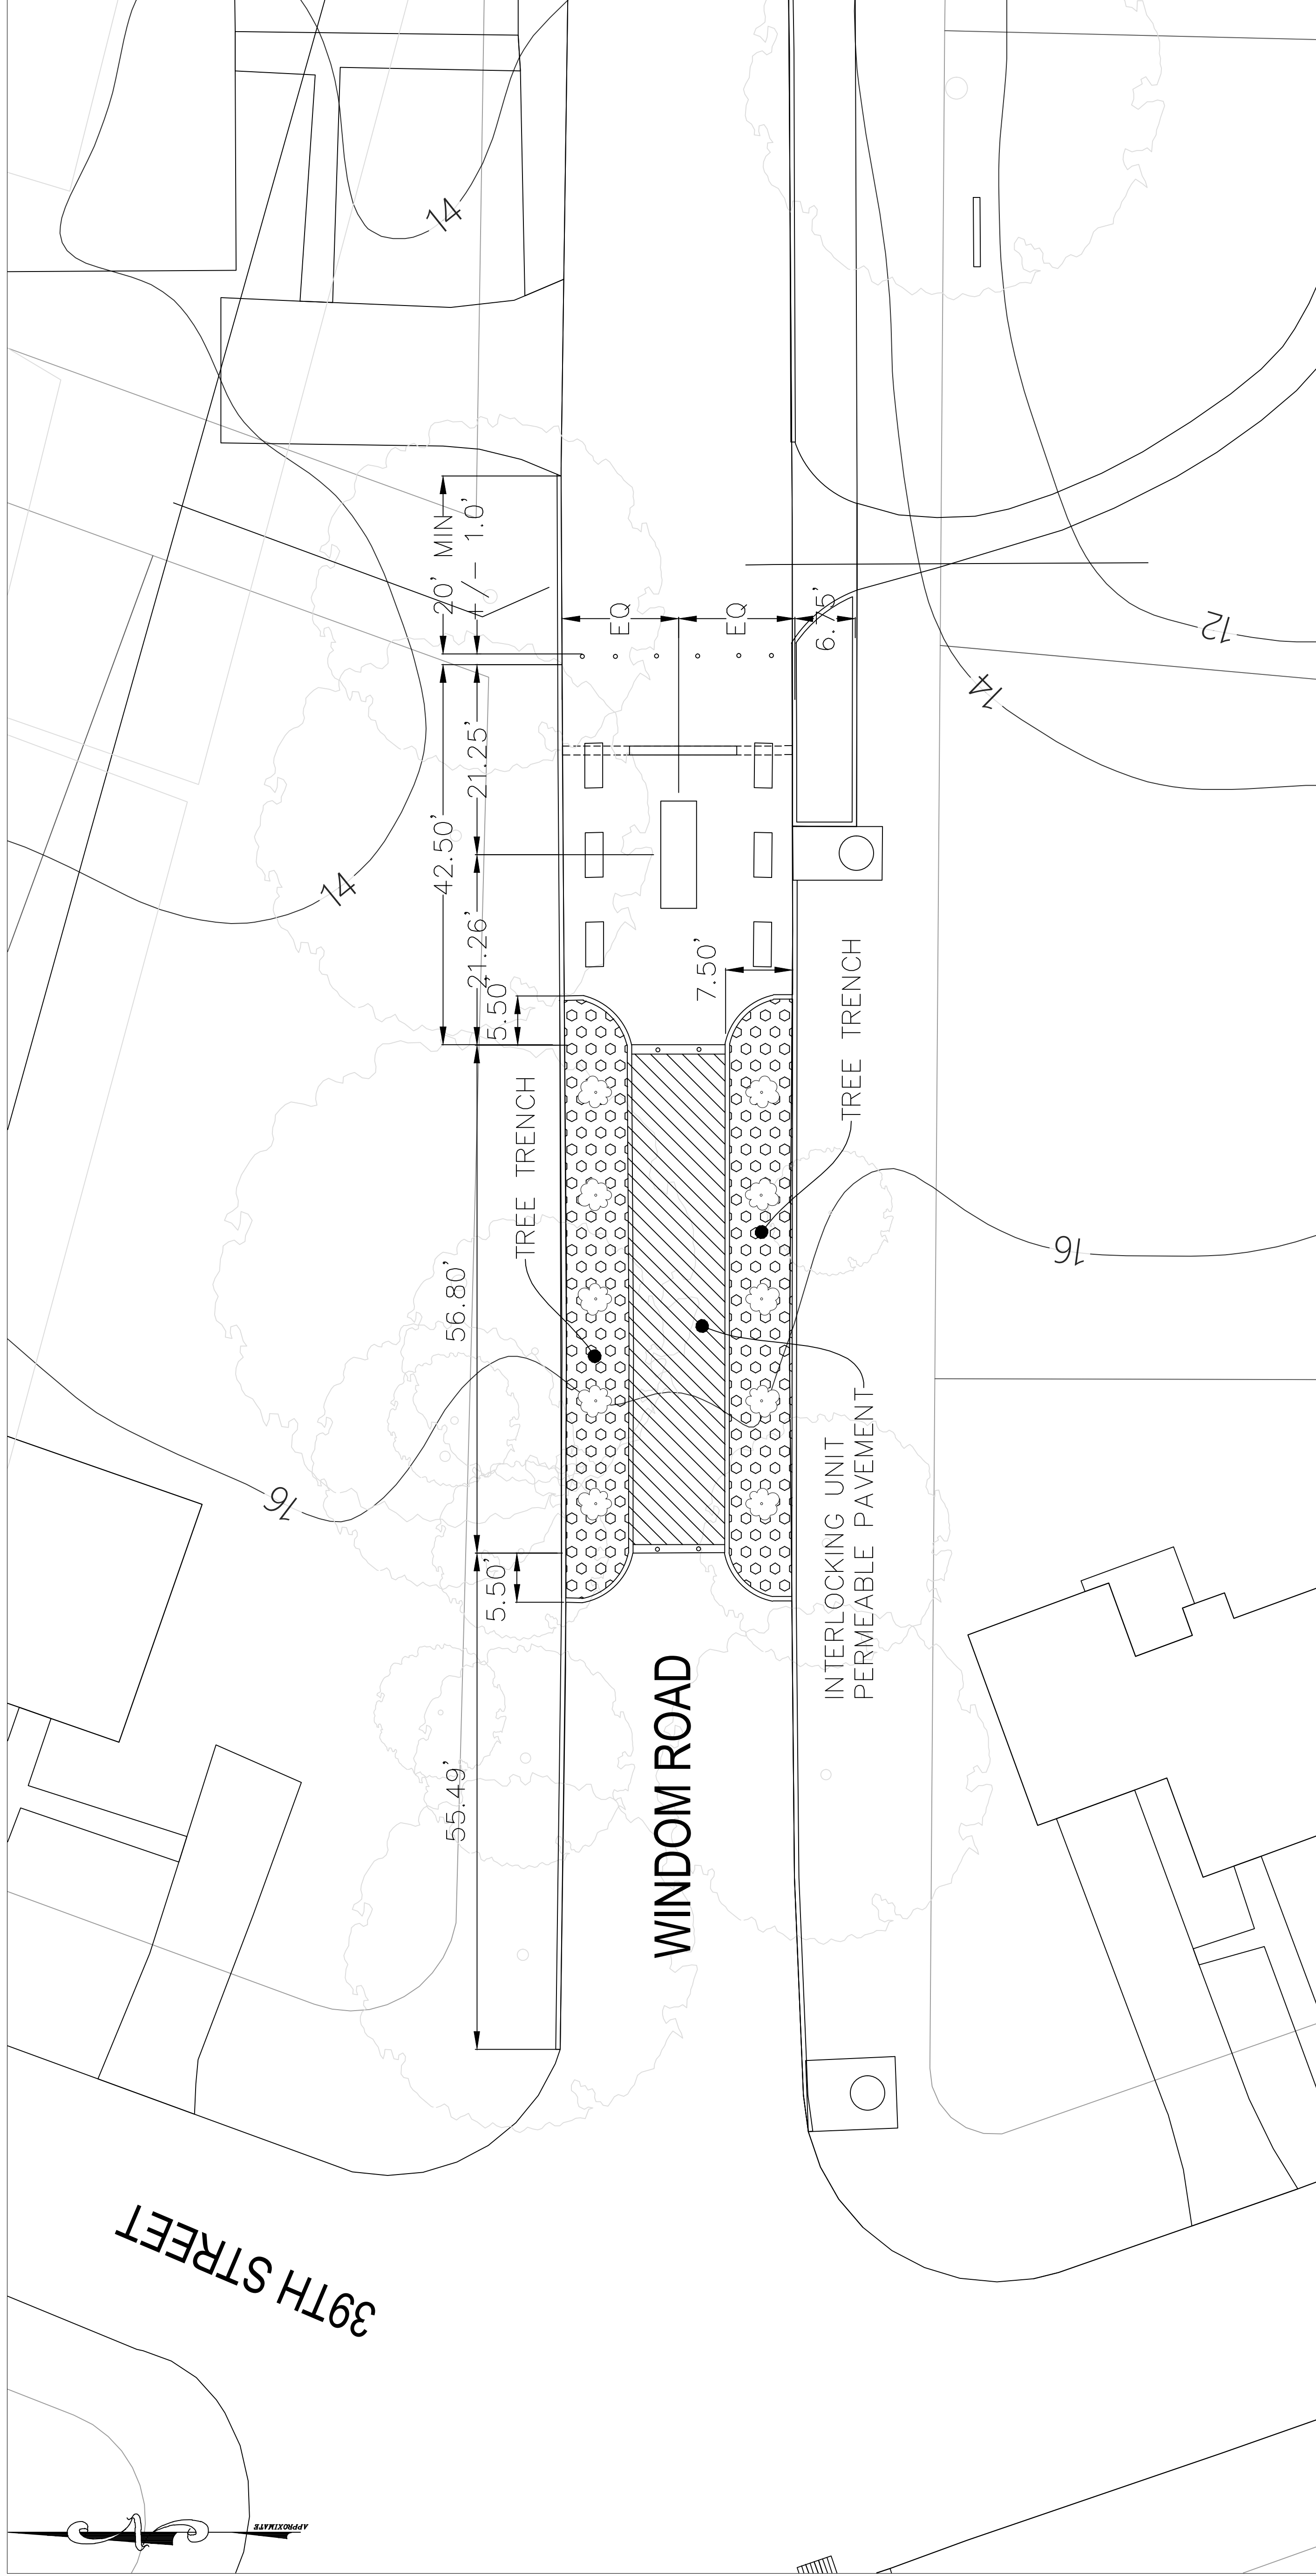 14
20' MIN
+/- 1.0'
EQ
EQ
6.75'
12
14
21.25'
42.50'
14
21.26'
5.50'
7.50'
TREE TRENCH
TREE TRENCH
56.80'
16
16
INTERLOCKING UNIT
PERMEABLE PAVEMENT
5.50'
WINDOM ROAD
55.49'
39TH STREET
N
APPROXIMATE